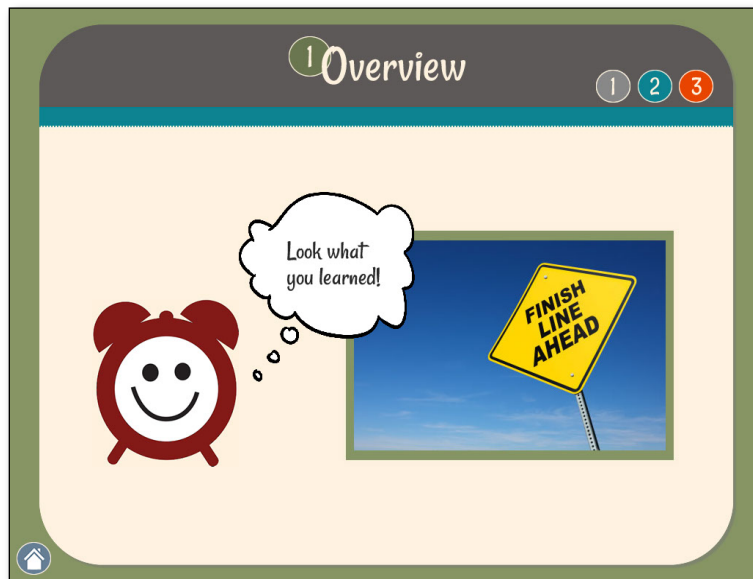 1 Overview
1 2 3
Look what
you learned!
FINISH
LINE
AHEAD